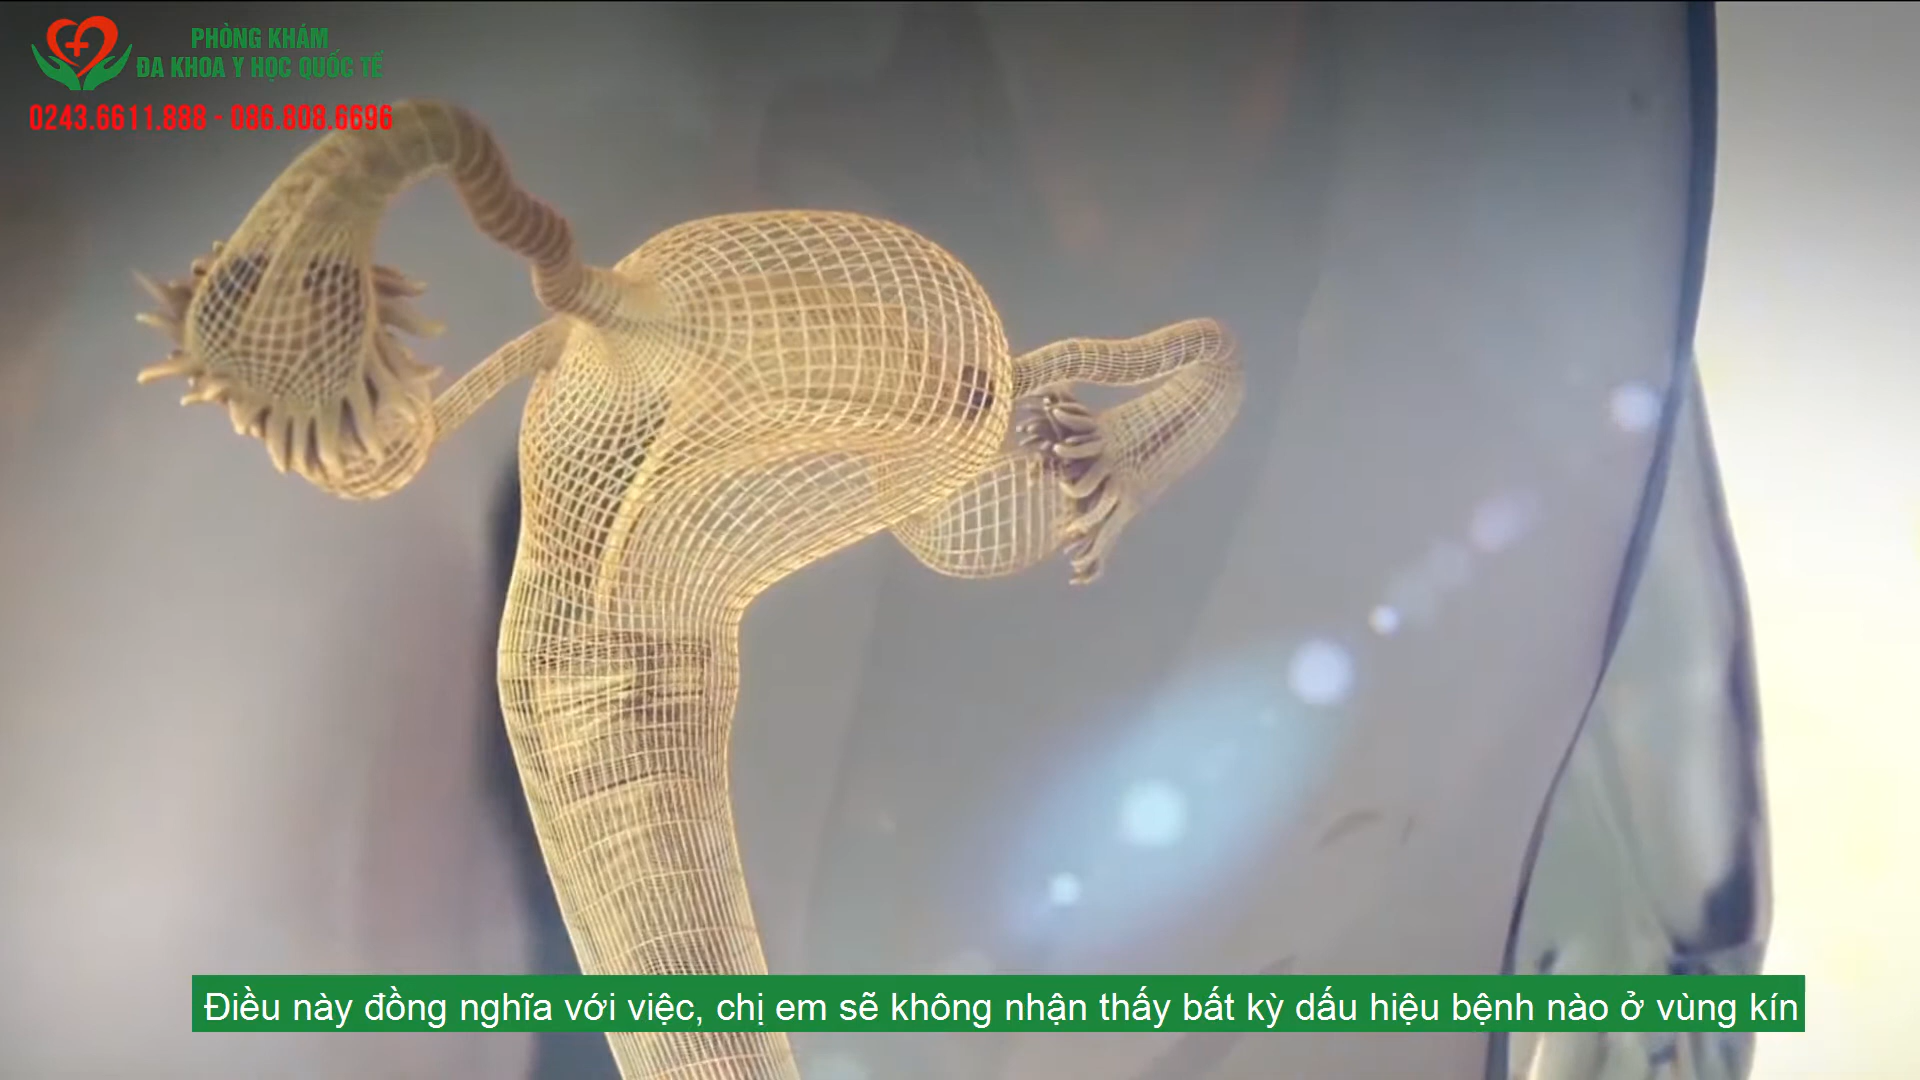 PHÒNG KHÁM
ĐA KHOA Y HỌC QUỐC TẾ
0243.6611.888 - 086.808.6696
Điều này đồng nghĩa với việc, chị em sẽ không nhận thấy bất kỳ dấu hiệu bệnh nào ở vùng kín